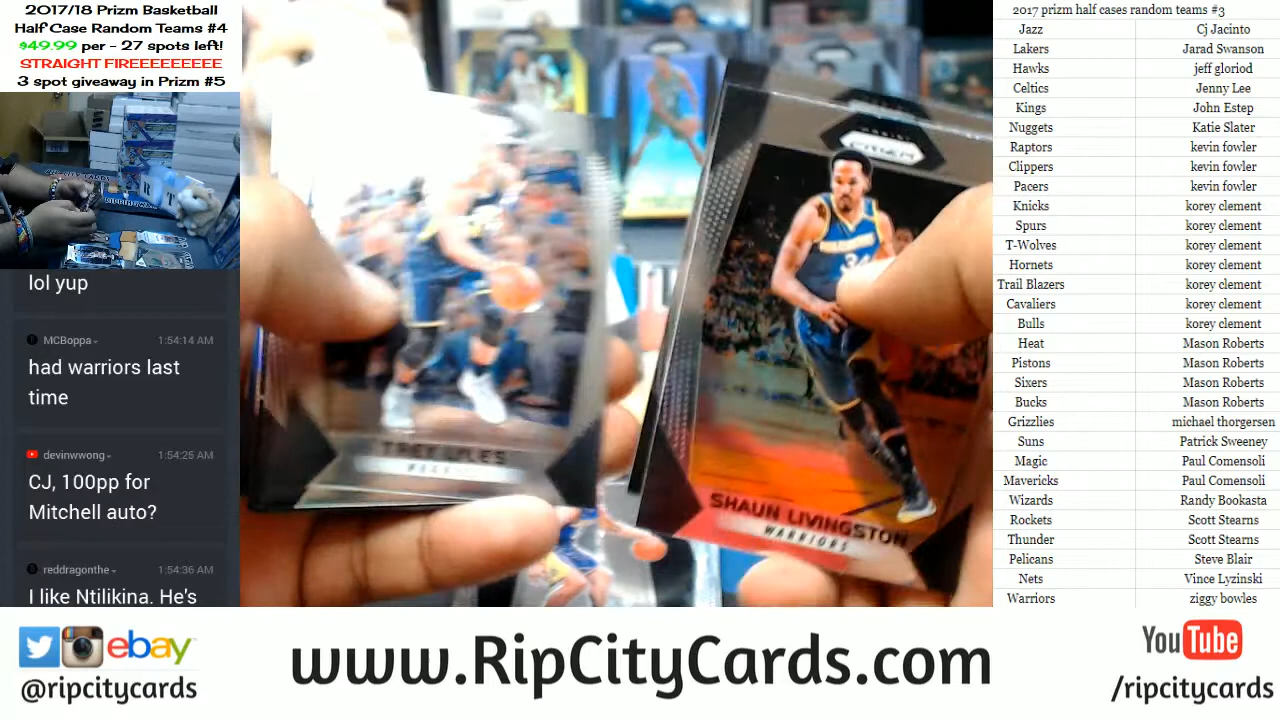 2017/18 Prizm Basketball
Half Case Random Teams #4
$49.99 per - 27 spots left!
STRAIGHT FIREEEEEEEEE
3 spot giveaway in Prizm #5
lol yup
MCBoppa 1:54:14 AM
had warriors last
time
devinwwong 1:54:25 AM
CJ, 100pp for
Mitchell auto?
reddragonthe 1:54:36 AM
I like Ntilikina. He's
TREY LYLES
PRIZM
34
SHAUN LIVINGSTON
WARRIORS
2017 prizm half cases random teams #3
Jazz Cj Jacinto
Lakers Jarad Swanson
Hawks jeff gloriod
Celtics Jenny Lee
Kings John Estep
Nuggets Katie Slater
Raptors kevin fowler
Clippers kevin fowler
Pacers kevin fowler
Knicks korey clement
Spurs korey clement
T-Wolves korey clement
Hornets korey clement
Trail Blazers korey clement
Cavaliers korey clement
Bulls korey clement
Heat Mason Roberts
Pistons Mason Roberts
Sixers Mason Roberts
Bucks Mason Roberts
Grizzlies michael thorgersen
Suns Patrick Sweeney
Magic Paul Comensoli
Mavericks Paul Comensoli
Wizards Randy Bookasta
Rockets Scott Stearns
Thunder Scott Stearns
Pelicans Steve Blair
Nets Vince Lyzinski
Warriors ziggy bowles
ebay
@ripcitycards
www.RipCityCards.com
YouTube
/ripcitycards